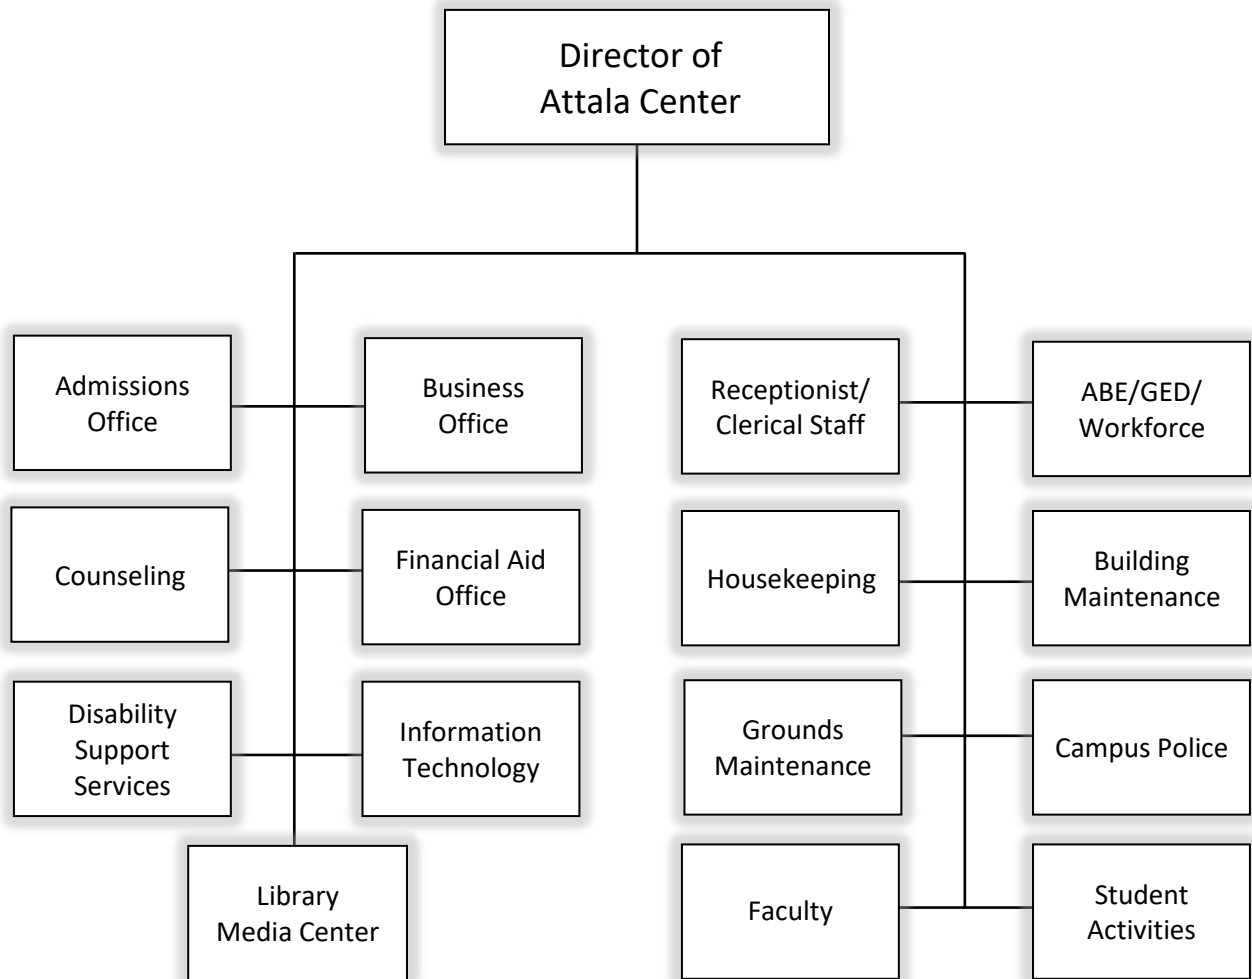 Director of
Attala Center
Admissions
Office
Business
Office
Receptionist/
Clerical Staff
ABE/GED/
Workforce
Counseling
Financial Aid
Office
Housekeeping
Building
Maintenance
Disability
Support
Services
Information
Technology
Grounds
Maintenance
Campus Police
Library
Media Center
Faculty
Student
Activities